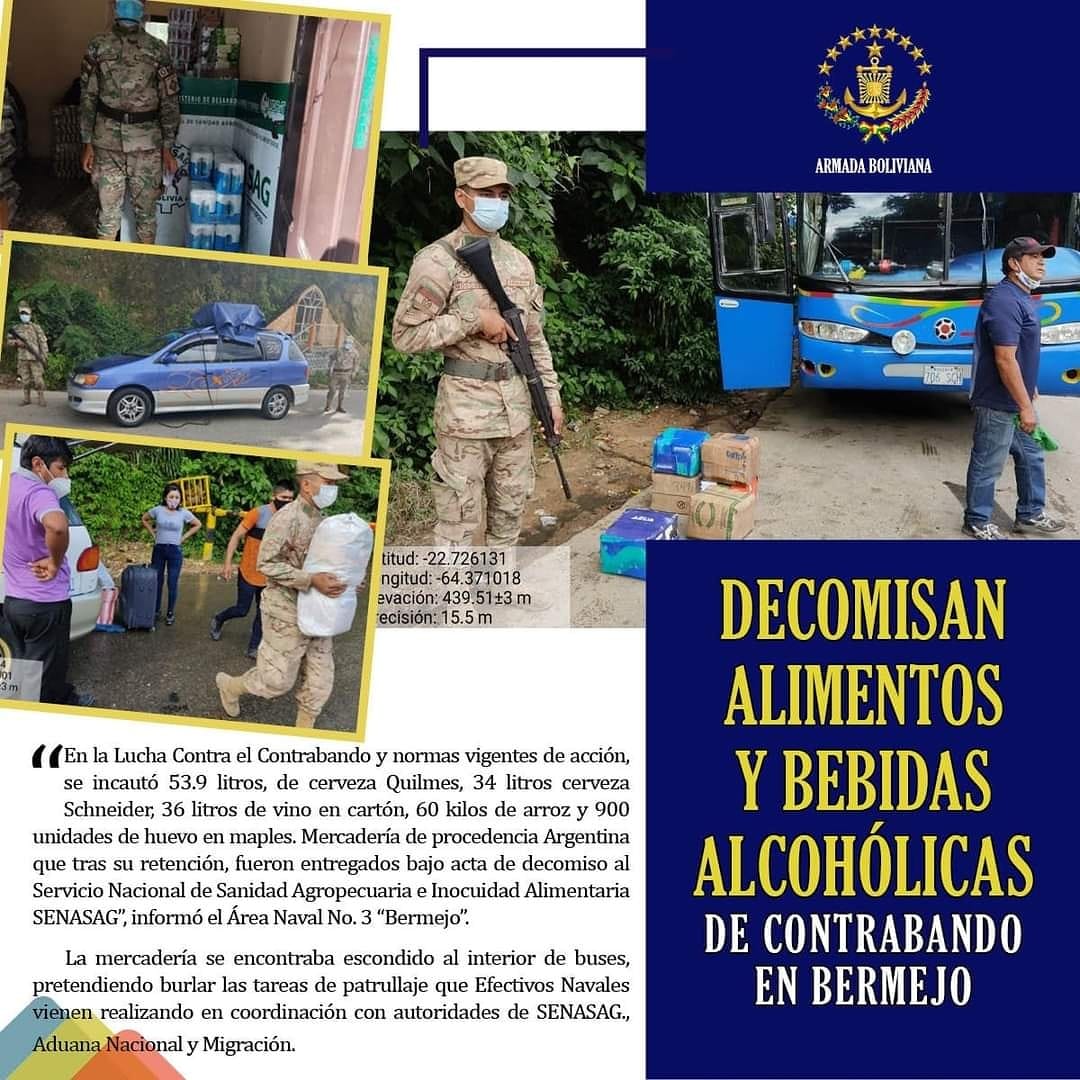 ARMADA BOLIVIANA
SAG
titud: -22.726131
ngitud: -64.371018
evación: 439.51±3 m
ecisión: 15.5 m
DECOMISAN
ALIMENTOS
Y BEBIDAS
ALCOHÓLICAS
DE CONTRABANDO
EN BERMEJO
“En la Lucha Contra el Contrabando y normas vigentes de acción,
se incautó 53.9 litros, de cerveza Quilmes, 34 litros cerveza
Schneider, 36 litros de vino en cartón, 60 kilos de arroz y 900
unidades de huevo en maples. Mercadería de procedencia Argentina
que tras su retención, fueron entregados bajo acta de decomiso al
Servicio Nacional de Sanidad Agropecuaria e Inocuidad Alimentaria
SENASAG”, informó el Área Naval No. 3 “Bermejo”.
La mercadería se encontraba escondido al interior de buses,
pretendiendo burlar las tareas de patrullaje que Efectivos Navales
vienen realizando en coordinación con autoridades de SENASAG.,
Aduana Nacional y Migración.